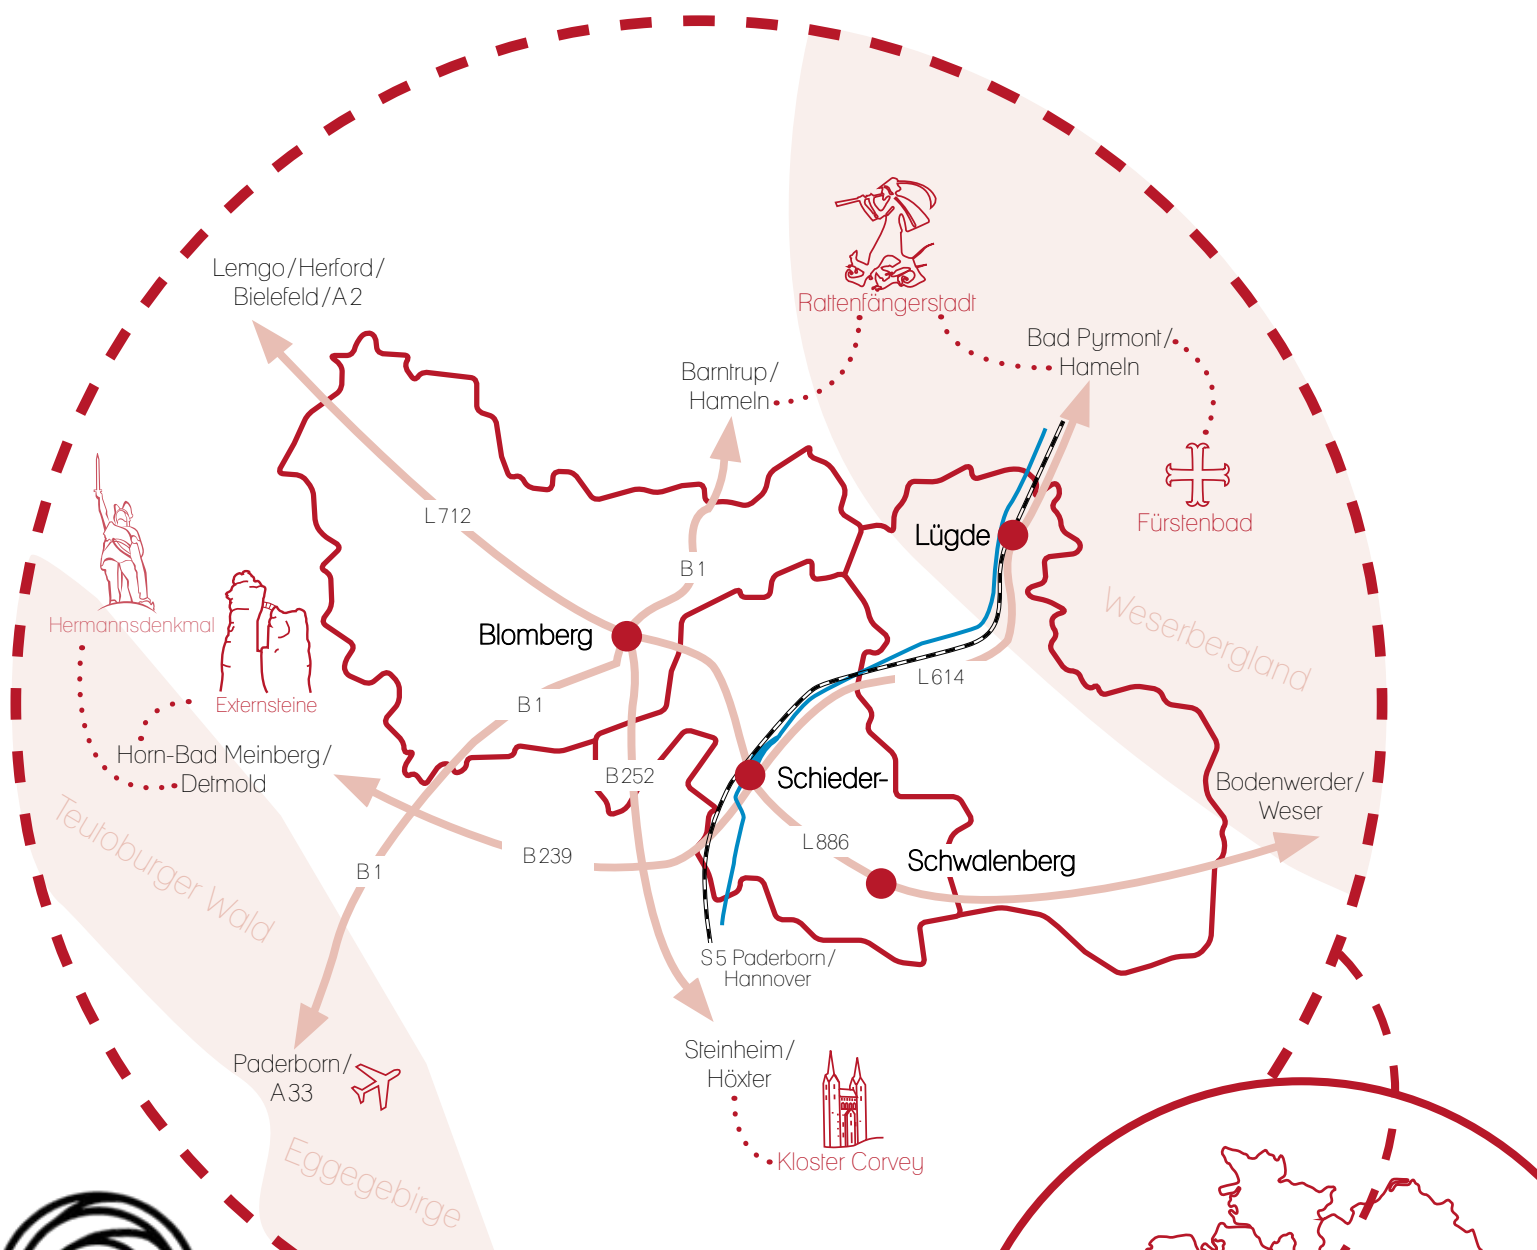 Lemgo/Herford/
Bielefeld/A2
Rattenfängerstadt
Bad Pyrmont/
Hameln
Barntrup/
Hameln
L712
Lügde
Fürstenbad
B1
Hermannsdenkmal
Blomberg
Weserbergland
L614
Externsteine
B1
Horn-Bad Meinberg/
Detmold
B252
Schieder-
Bodenwerder/
Weser
Teutoburger Wald
L886
B239
Schwalenberg
B1
S5 Paderborn/
Hannover
Paderborn/
A33
Steinheim/
Höxter
Kloster Corvey
Eggegebirge